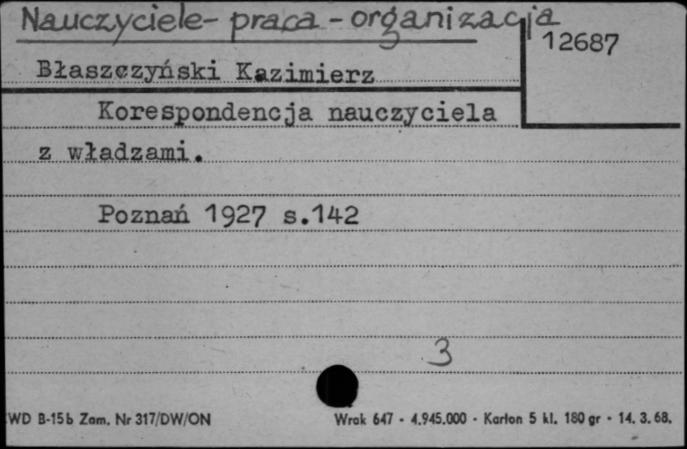 Nauczyciele - praca - organizacja
12687
Błaszczyński Kazimierz
Korespondencja nauczyciela
z władzami.
Poznań 1927 s.142
3
WD B-15b Zam. Nr 317/DW/ON
Wrak 647 - 4.945.000 - Karton 5 kl. 180 gr - 14. 3. 68.